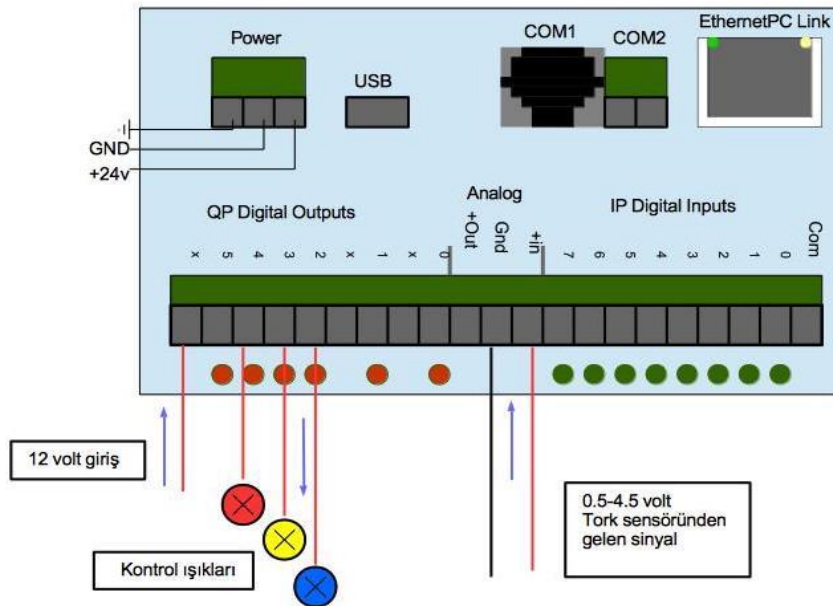 EthernetPC Link
COM1
Power
COM2
USB
GND
+24v
Analog
QP Digital Outputs
IP Digital Inputs
x 5 4 3 2 x 1 x 0 +Out Gnd +in 7 6 5 4 3 2 1 0 Com
12 volt giriş
0.5-4.5 volt
Tork sensöründen
gelen sinyal
Kontrol ışıkları